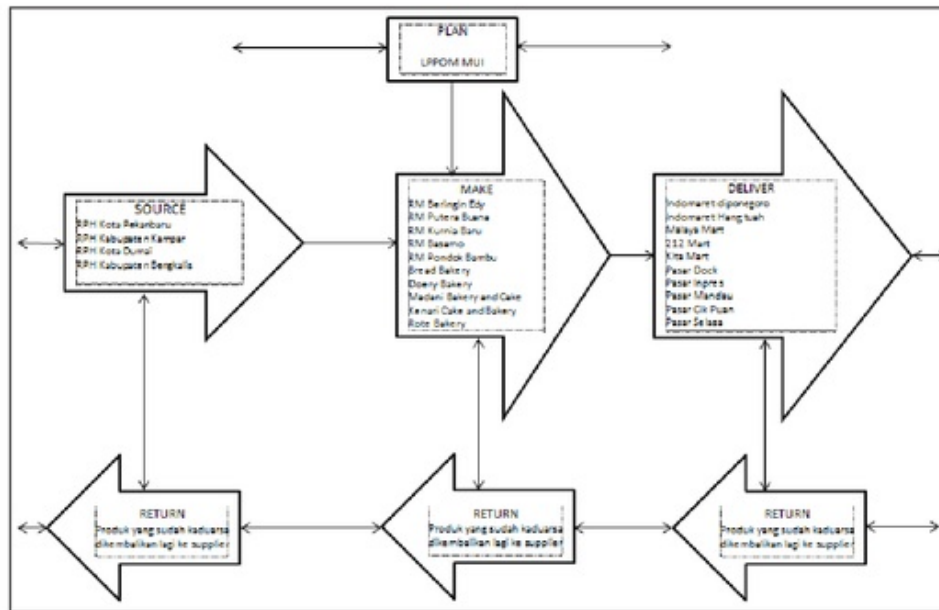 PLAN
LPPOM MUI
SOURCE
RPH Kota Pekanbaru
RPH Kabupaten Kampar
RPH Kota Dumai
RPH Kabupaten Bengkalis
MAKE
RM Beringin Edy
RM Putera Buana
RM Kurnia Baru
RM Basamo
RM Pondok Bambu
Bread Bakery
Doery Bakery
Madani Bakery and Cake
Kenari Cake and Bakery
Rote Bakery
DELIVER
Indomaret diponegoro
Indomaret Hang tuah
Malaya Mart
212 Mart
Kita Mart
Pasar Dock
Pasar Inpres
Pasar Mandau
Pasar Cik Puan
Pasar Selasa
RETURN
Produk yang sudah kaduarsa
dikembalikan lagi ke supplier
RETURN
Produk yang sudah kaduarsa
dikembalikan lagi ke supplier
RETURN
Produk yang sudah kaduarsa
dikembalikan lagi ke supplier